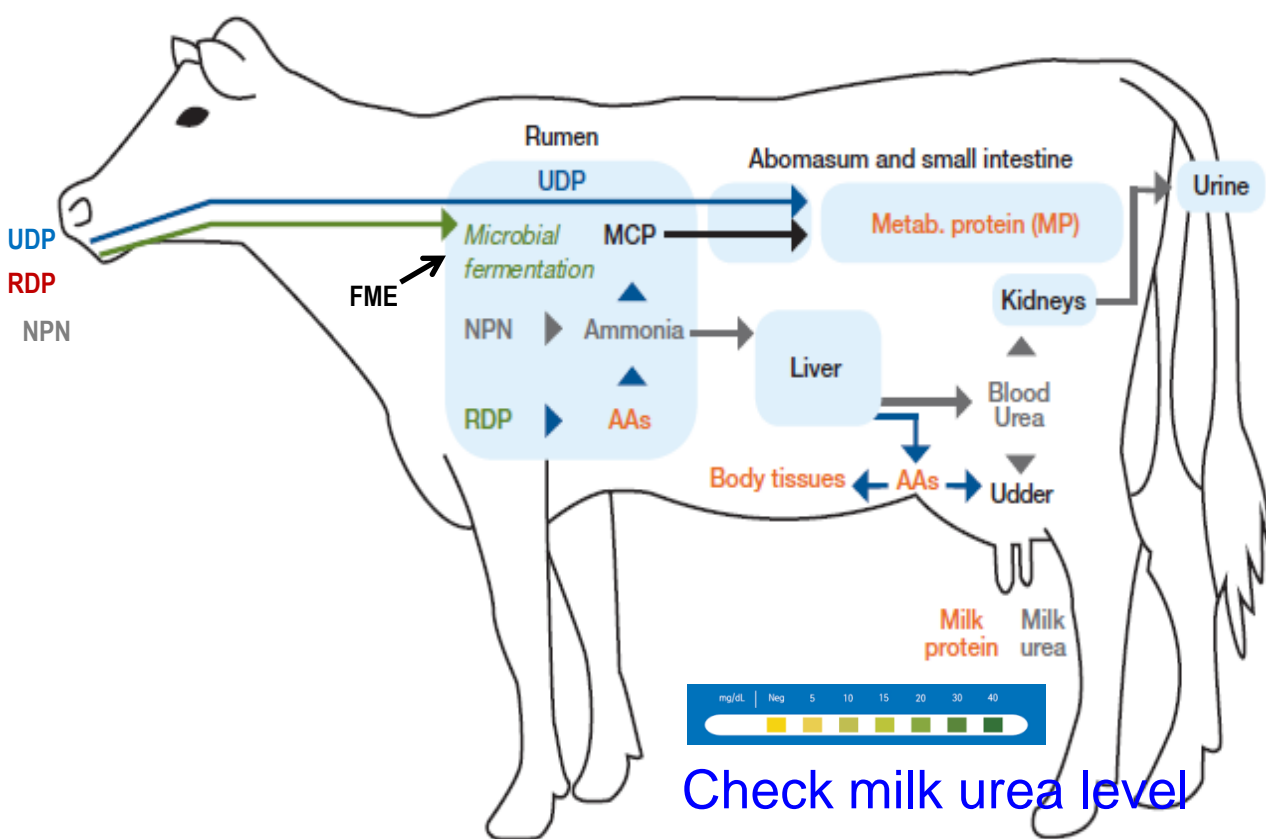 Rumen
Abomasum and small intestine
UDP
Urine
UDP
Microbial
fermentation
MCP
Metab. protein (MP)
RDP
FME
Kidneys
NPN
NPN
Ammonia
Liver
Blood
Urea
RDP
AAs
Body tissues
AAs
Udder
Milk
protein
Milk
urea
mg/dL Neg 5 10 15 20 30 40
Check milk urea level